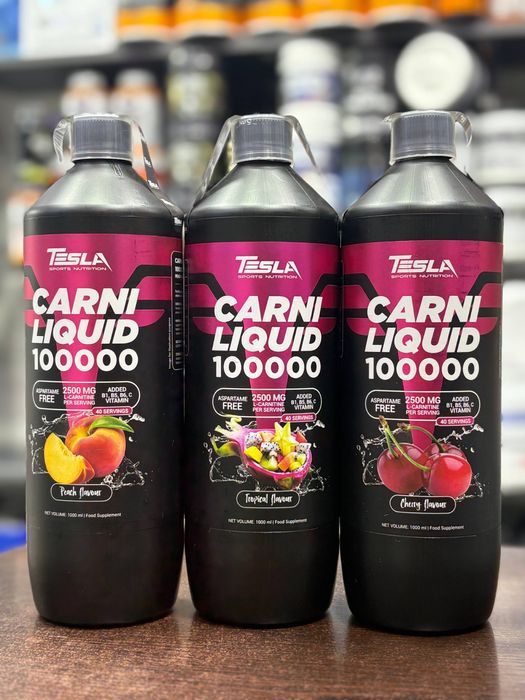 TESLA
SPORTS NUTRITION
CARNI
LIQUID
100000
ASPARTAME
FREE
2500 MG
L-CARNITINE
PER SERVING
ADDED
B1, B5, B6, C
VITAMIN
40 SERVINGS
Peach flavour
NET VOLUME: 1000 ml | Food Supplement
TESLA
SPORTS NUTRITION
CARNI
LIQUID
100000
ASPARTAME
FREE
2500 MG
L-CARNITINE
PER SERVING
ADDED
B1, B5, B6, C
VITAMIN
40 SERVINGS
Tropical flavour
NET VOLUME: 1000 ml | Food Supplement
TESLA
SPORTS NUTRITION
CARNI
LIQUID
100000
ASPARTAME
FREE
2500 MG
L-CARNITINE
PER SERVING
ADDED
B1, B5, B6, C
VITAMIN
40 SERVINGS
Cherry flavour
NET VOLUME: 1000 ml | Food Supplement